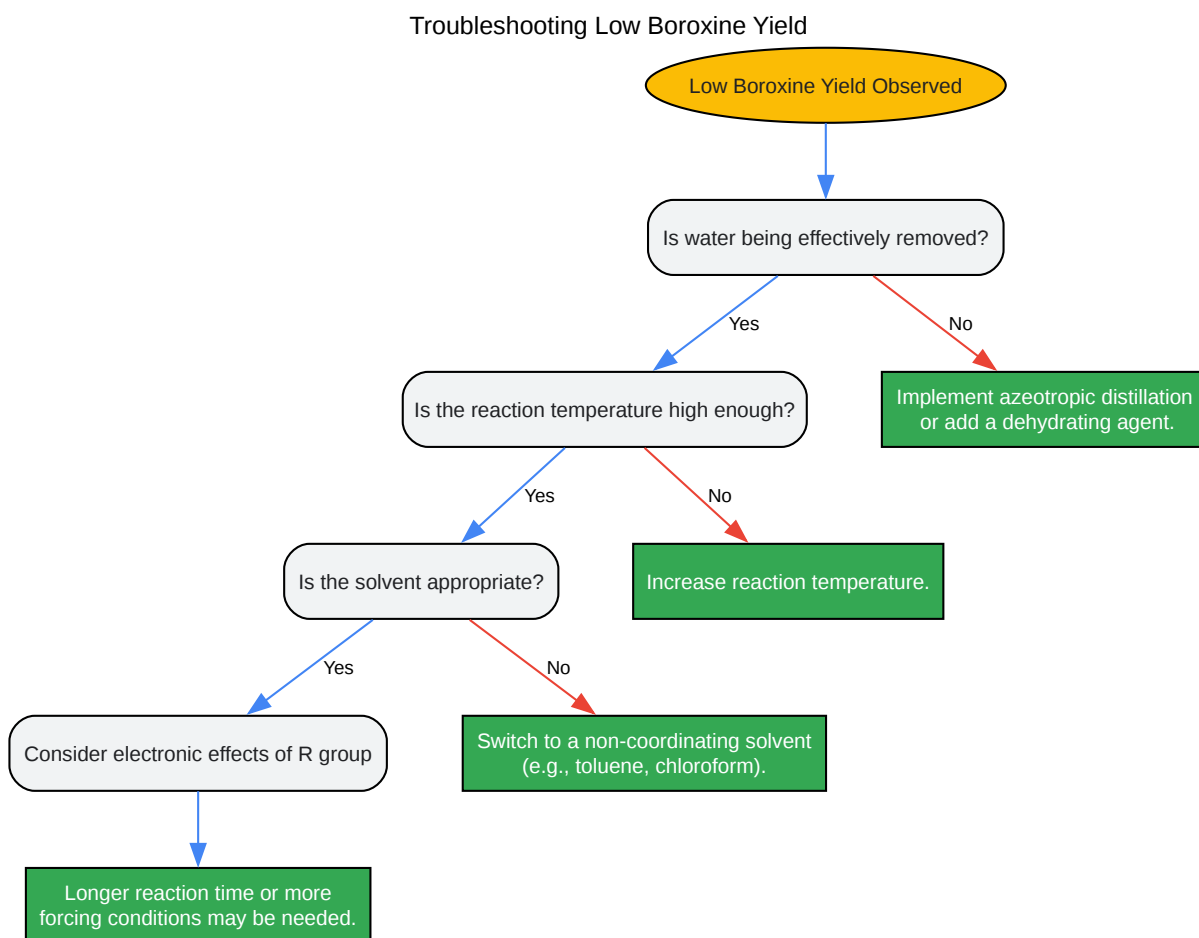 Troubleshooting Low Boroxine Yield
Low Boroxine Yield Observed
Is water being effectively removed?
Yes
No
Is the reaction temperature high enough?
Implement azeotropic distillation
or add a dehydrating agent.
Yes
No
Is the solvent appropriate?
Increase reaction temperature.
Yes
No
Consider electronic effects of R group
Switch to a non-coordinating solvent
(e.g., toluene, chloroform).
Longer reaction time or more
forcing conditions may be needed.